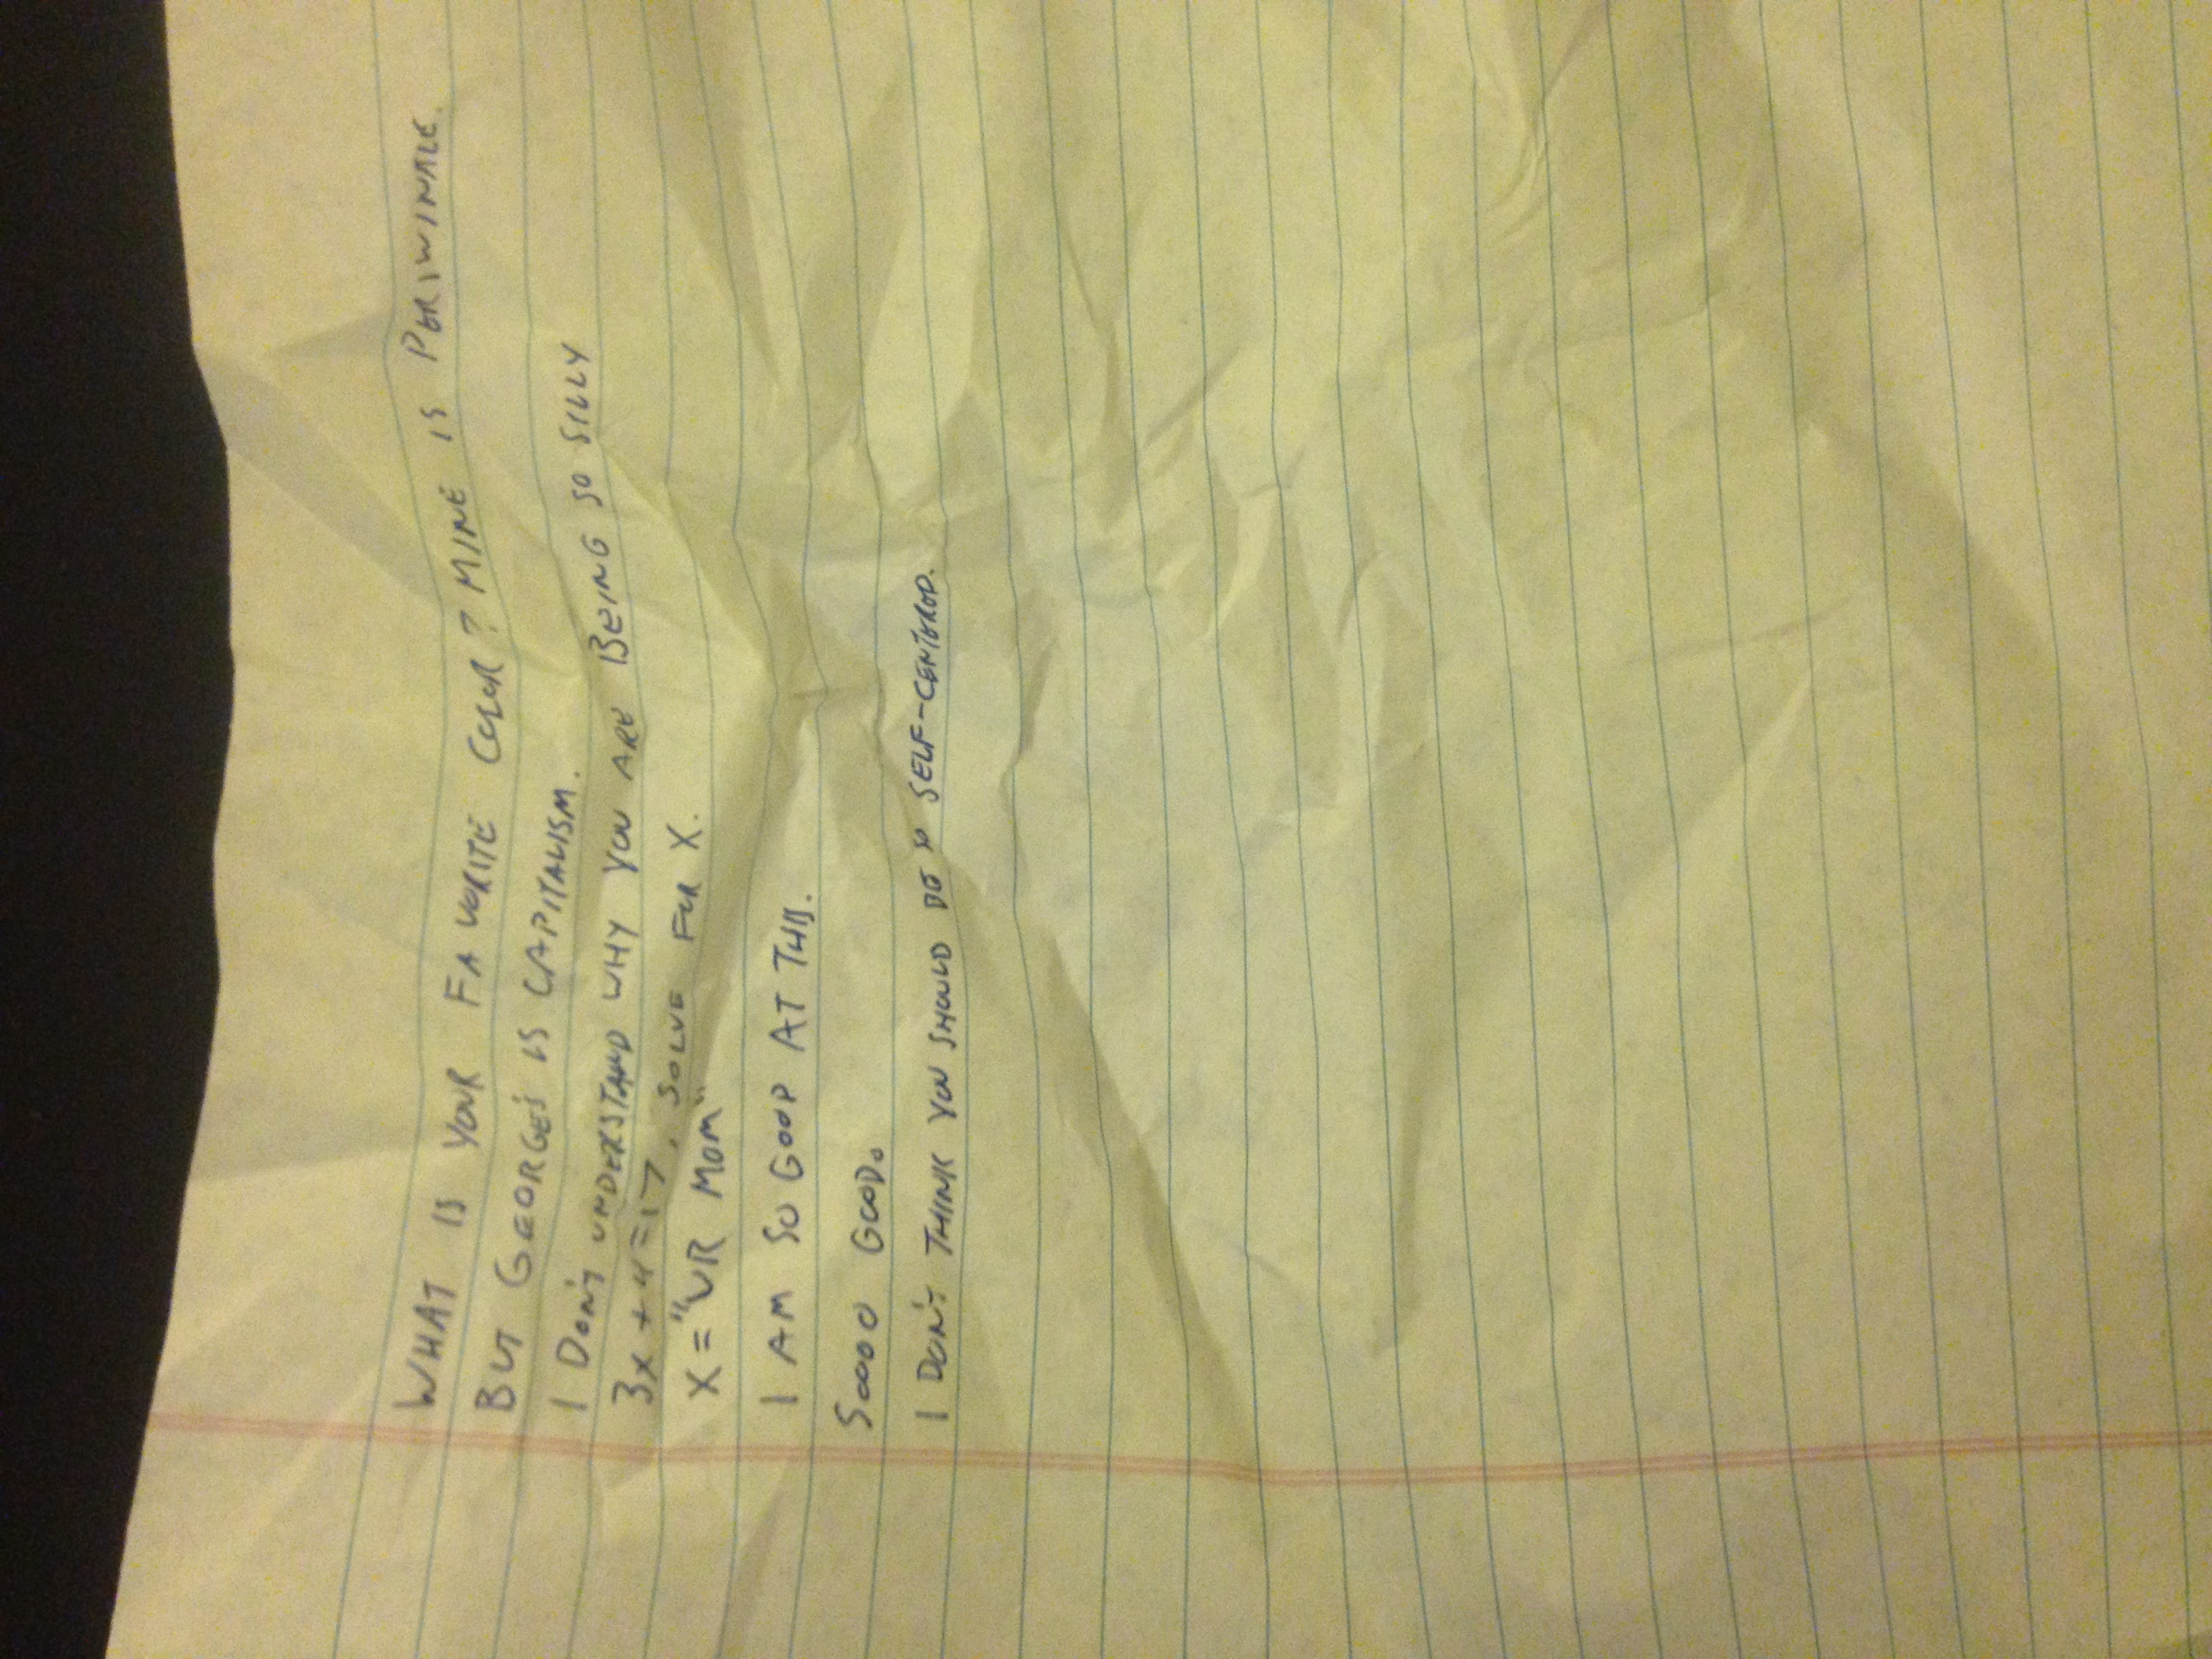 WHAT IS YOUR FAVORITE COLOR? MINE IS PERIWINKLE.
BUT GEORGE'S IS CAPITALISM.
I DON'T UNDERSTAND WHY YOU ARE BEING SO SILLY
3X + 4 = 17, SOLVE FOR X.
X = "UR MOM"
I AM SO GOOD AT THIS.
SOOOO GOOD.
I DON'T THINK YOU SHOULD BE SO SELF-CENTERED.